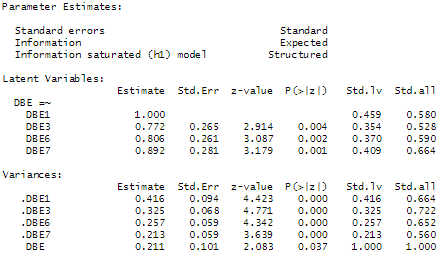 Parameter Estimates:
Standard errors Standard
Information Expected
Information saturated (h1) model Structured
Latent Variables:
Estimate Std.Err z-value P(>|z|) Std.lv Std.all
DBE =~
DBE1 1.000 0.459 0.580
DBE3 0.772 0.265 2.914 0.004 0.354 0.528
DBE6 0.806 0.261 3.087 0.002 0.370 0.590
DBE7 0.892 0.281 3.179 0.001 0.409 0.664
Variances:
Estimate Std.Err z-value P(>|z|) Std.lv Std.all
.DBE1 0.416 0.094 4.423 0.000 0.416 0.664
.DBE3 0.325 0.068 4.771 0.000 0.325 0.722
.DBE6 0.257 0.059 4.342 0.000 0.257 0.652
.DBE7 0.213 0.059 3.639 0.000 0.213 0.560
DBE 0.211 0.101 2.083 0.037 1.000 1.000